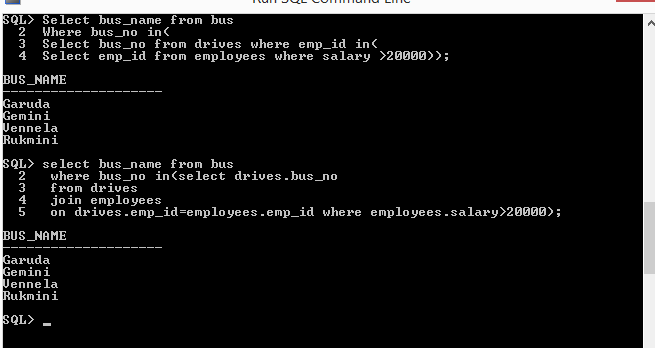 Run SQL Command Line
SQL> Select bus_name from bus
2 Where bus_no in(
3 Select bus_no from drives where emp_id in(
4 Select emp_id from employees where salary >20000));
BUS_NAME
--------------------
Garuda
Gemini
Vennela
Rukmini
SQL> select bus_name from bus
2 where bus_no in(select drives.bus_no
3 from drives
4 join employees
5 on drives.emp_id=employees.emp_id where employees.salary>20000);
BUS_NAME
--------------------
Garuda
Gemini
Vennela
Rukmini
SQL> _